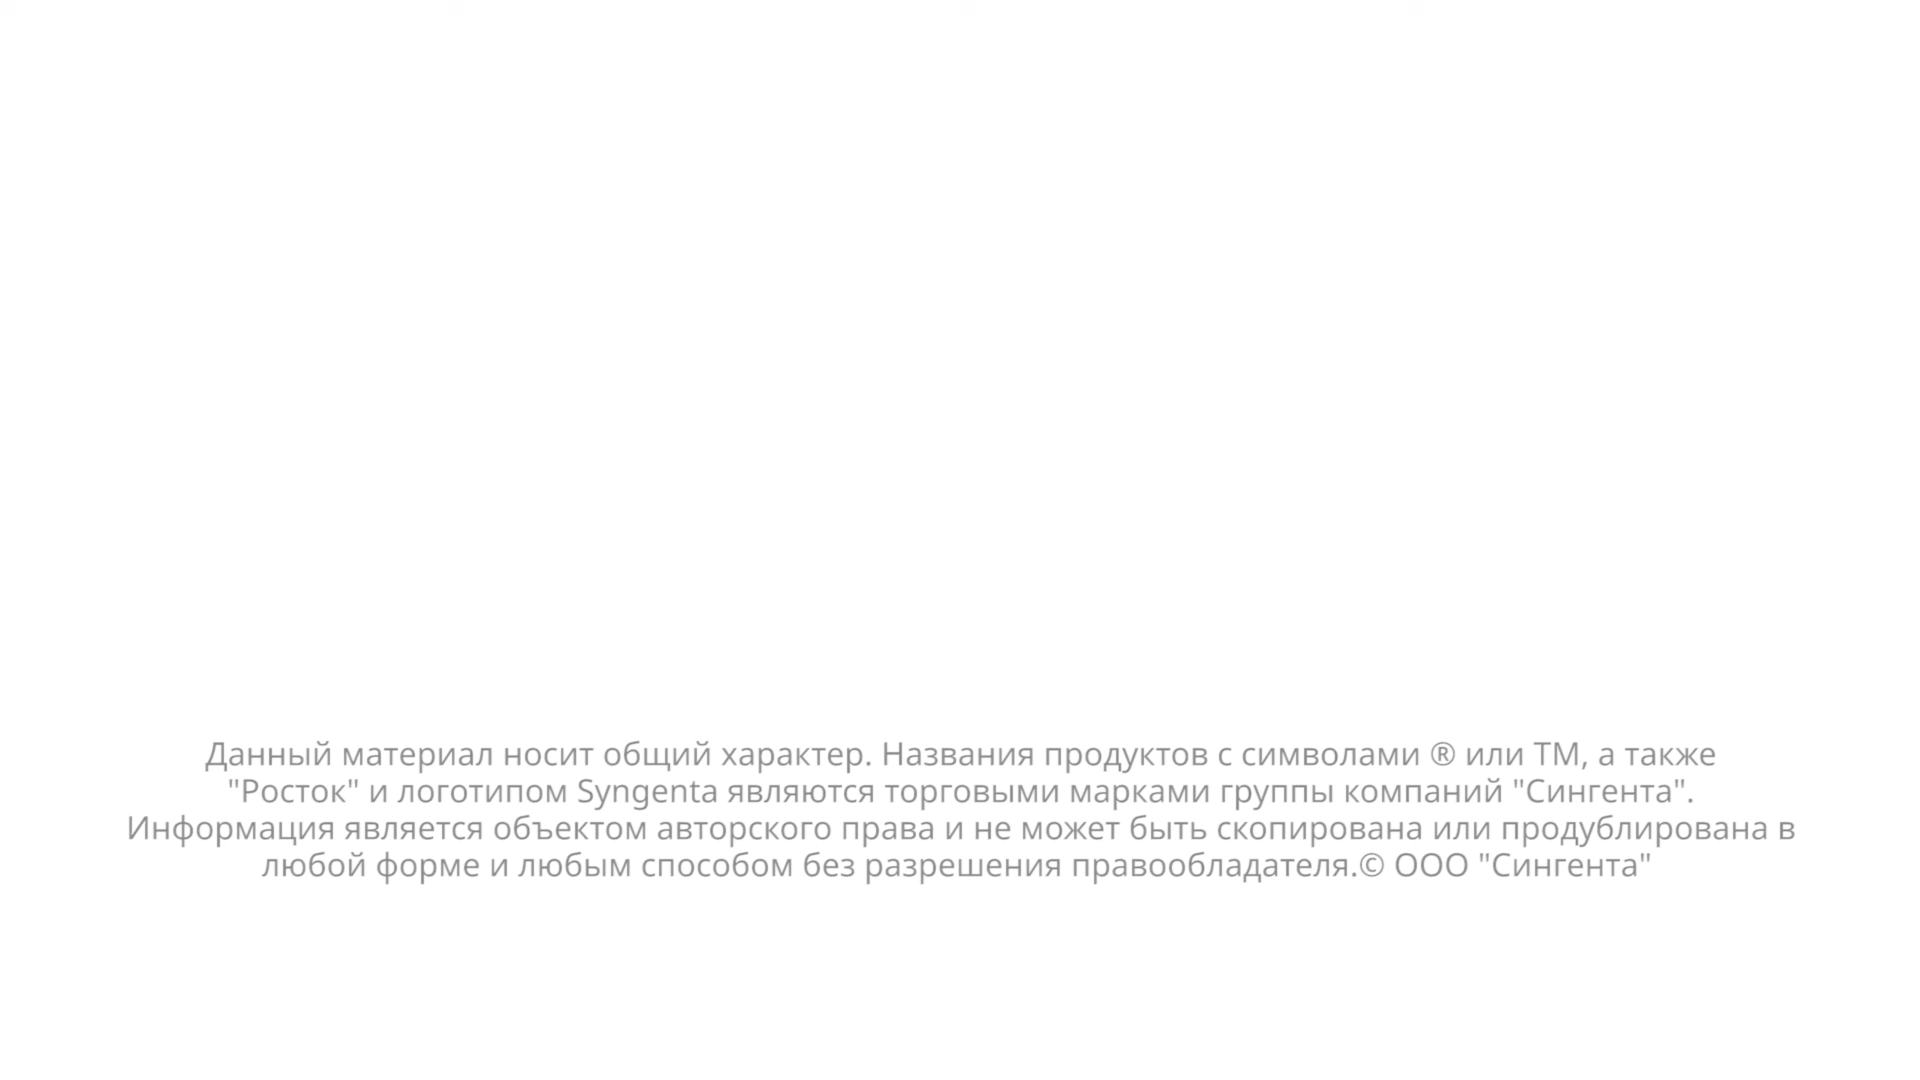 Данный материал носит общий характер. Названия продуктов с символами ® или ТМ, а также
"Росток" и логотипом Syngenta являются торговыми марками группы компаний "Сингента".
Информация является объектом авторского права и не может быть скопирована или продублирована в
любой форме и любым способом без разрешения правообладателя.© ООО "Сингента"